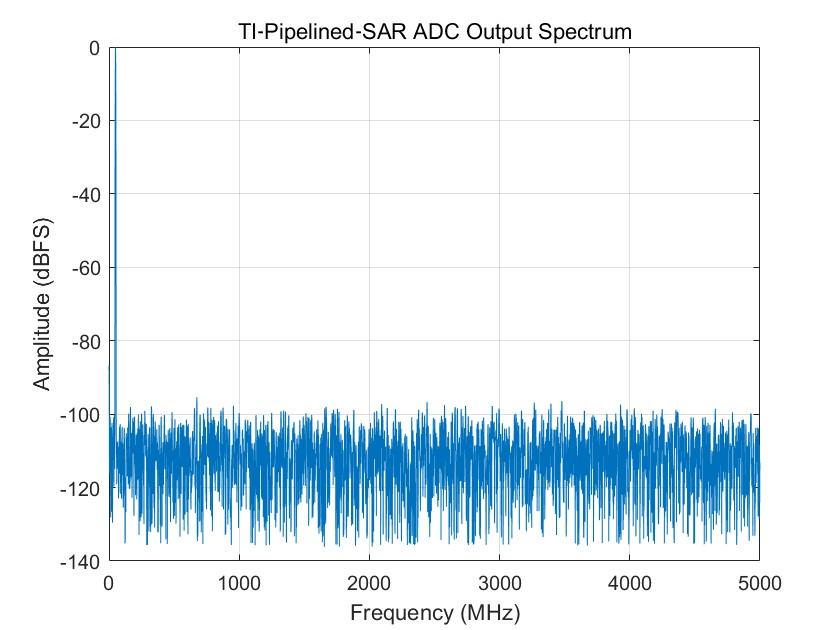 TI-Pipelined-SAR ADC Output Spectrum
Amplitude (dBFS)
0
-20
-40
-60
-80
-100
-120
-140
0 1000 2000 3000 4000 5000
Frequency (MHz)